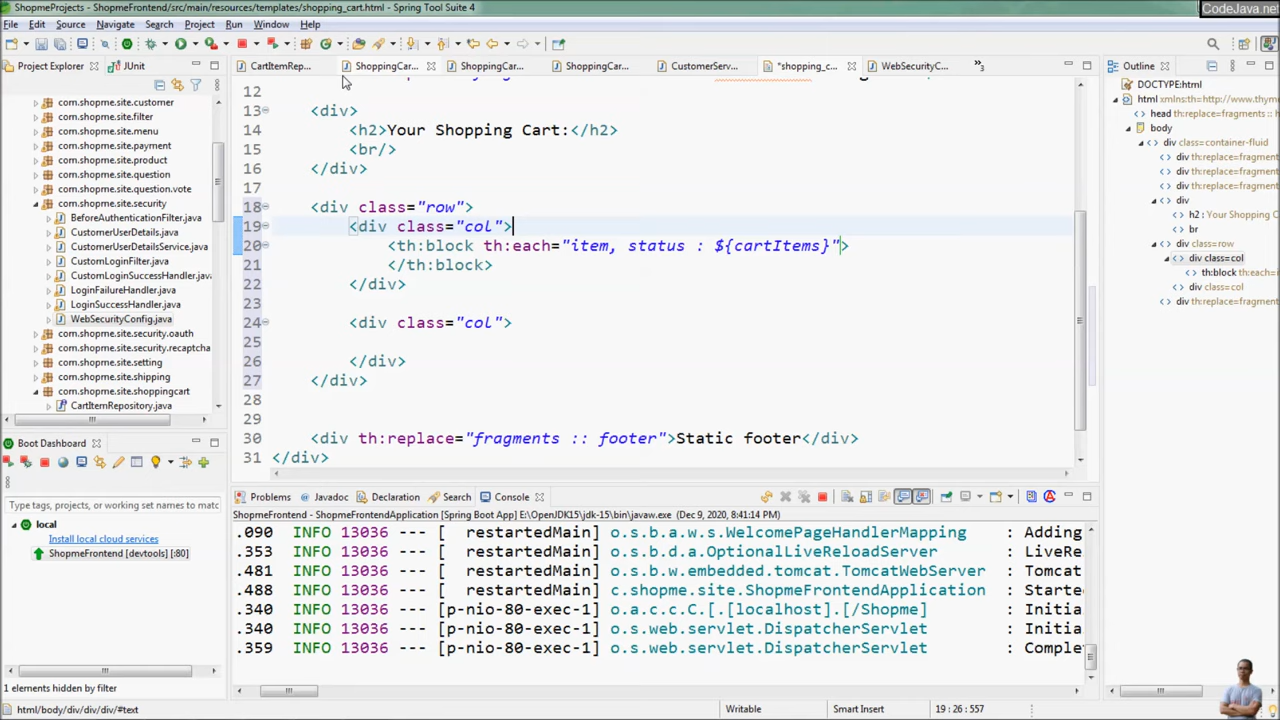 ShopmeProjects - ShopmeFrontend/src/main/resources/templates/shopping_cart.html - Spring Tool Suite 4
CodeJava.net
File Edit Source Navigate Search Project Run Window Help
Project Explorer
JUnit
com.shopme.site.customer
com.shopme.site.filter
com.shopme.site.menu
com.shopme.site.payment
com.shopme.site.product
com.shopme.site.question
com.shopme.site.question.vote
com.shopme.site.security
BeforeAuthenticationFilter.java
CustomerUserDetails.java
CustomerUserDetailsService.java
CustomLoginFilter.java
CustomLoginSuccessHandler.java
LoginFailureHandler.java
LoginSuccessHandler.java
WebSecurityConfig.java
com.shopme.site.security.oauth
com.shopme.site.security.recaptcha
com.shopme.site.setting
com.shopme.site.shipping
com.shopme.site.shoppingcart
CartItemRepository.java
Boot Dashboard
Type tags, projects, or working set names to matc
local
Install local cloud services
ShopmeFrontend [devtools] [:80]
1 elements hidden by filter
CartItemRep...
ShoppingCar...
ShoppingCar...
ShoppingCar...
CustomerServ...
*shopping_c...
WebSecurityC...
»3
12
13 <div>
14 <h2>Your Shopping Cart:</h2>
15 <br/>
16 </div>
17
18 <div class="row">
19 <div class="col">
20 <th:block th:each="item, status : ${cartItems}">
21 </th:block>
22 </div>
23
24 <div class="col">
25
26 </div>
27 </div>
28
29
30 <div th:replace="fragments :: footer">Static footer</div>
31 </div>
Problems Javadoc Declaration Search Console
ShopmeFrontend - ShopmeFrontendApplication [Spring Boot App] E:\OpenJDK15\jdk-15\bin\javaw.exe (Dec 9, 2020, 8:41:14 PM)
.090 INFO 13036 --- [ restartedMain] o.s.b.a.w.s.WelcomePageHandlerMapping : Adding
.353 INFO 13036 --- [ restartedMain] o.s.b.d.a.OptionalLiveReloadServer : LiveRe
.481 INFO 13036 --- [ restartedMain] o.s.b.w.embedded.tomcat.TomcatWebServer : Tomcat
.488 INFO 13036 --- [ restartedMain] c.shopme.site.ShopmeFrontendApplication : Starte
.340 INFO 13036 --- [p-nio-80-exec-1] o.a.c.c.C.[.[localhost].[/Shopme] : Initia
.340 INFO 13036 --- [p-nio-80-exec-1] o.s.web.servlet.DispatcherServlet : Initia
.359 INFO 13036 --- [p-nio-80-exec-1] o.s.web.servlet.DispatcherServlet : Comple
Outline
DOCTYPE:html
html xmlns:th=http://www.thyme
head th:replace=fragments ::
body
div class=container-fluid
div th:replace=fragment
div th:replace=fragment
div th:replace=fragment
div
h2 : Your Shopping C
br
div class=row
div class=col
th:block th:each=i
div class=col
div th:replace=fragment
html/body/div/div/div/#text
Writable
Smart Insert
19 : 26 : 557